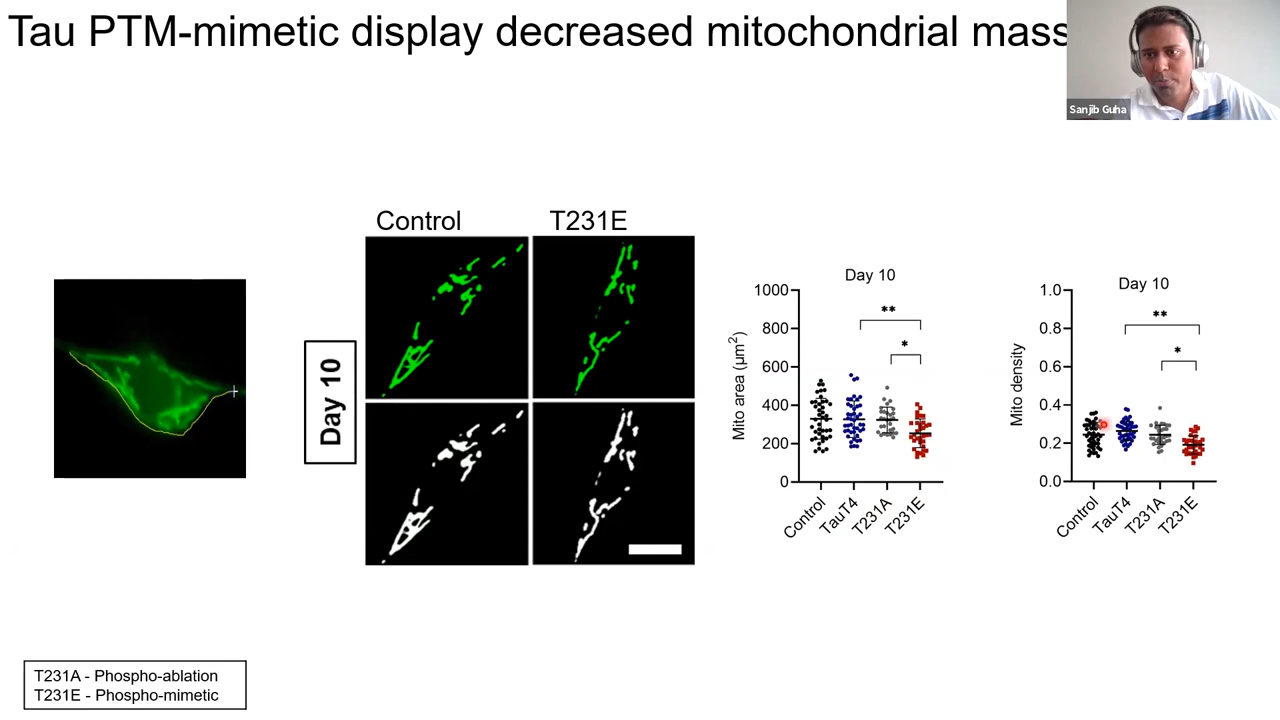 Tau PTM-mimetic display decreased mitochondrial mass
Sanjib Guha
Control
T231E
Day 10
Day 10
Mito area (µm2)
1000
800
600
400
200
0
**
*
Control
TauT4
T231A
T231E
Day 10
Mito density
1.0
0.8
0.6
0.4
0.2
0.0
**
*
Control
TauT4
T231A
T231E
T231A - Phospho-ablation
T231E - Phospho-mimetic